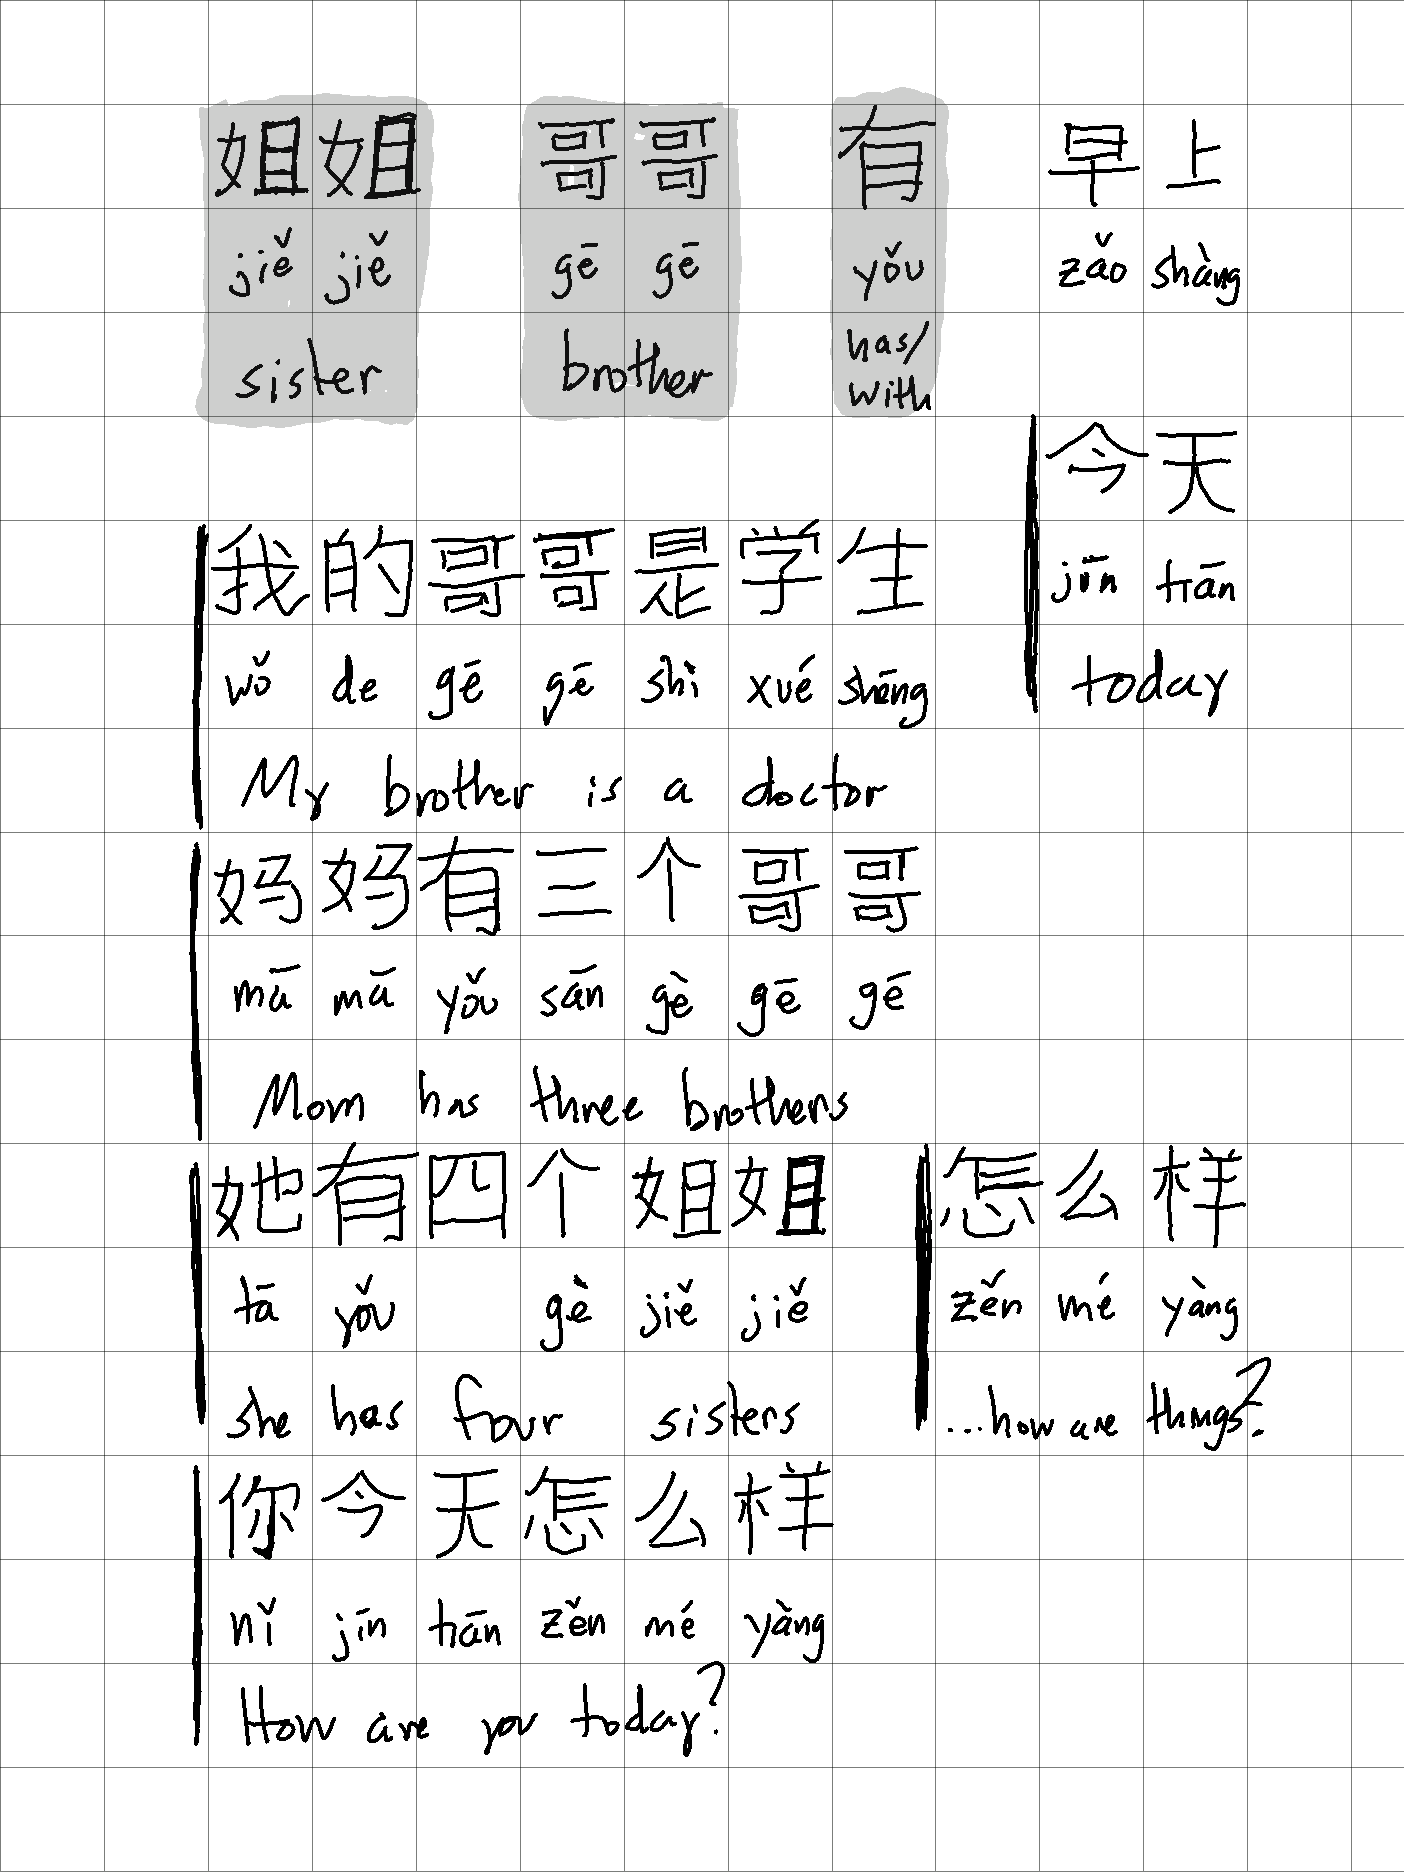 姐姐 哥哥 有 早上
jiě jiě gē gē yǒu zǎo shàng
sister brother has/
with
今天
jīn tiān
today
我的哥哥是学生
wǒ de gē gē shì xué shēng
My brother is a doctor
妈妈有三个哥哥
mā mā yǒu sān gè gē gē
Mom has three brothers
她有四个姐姐
tā yǒu gè jiě jiě
she has four sisters
怎么样
zěn mé yàng
...how are things?
你今天怎么样
nǐ jīn tiān zěn mé yàng
How are you today?